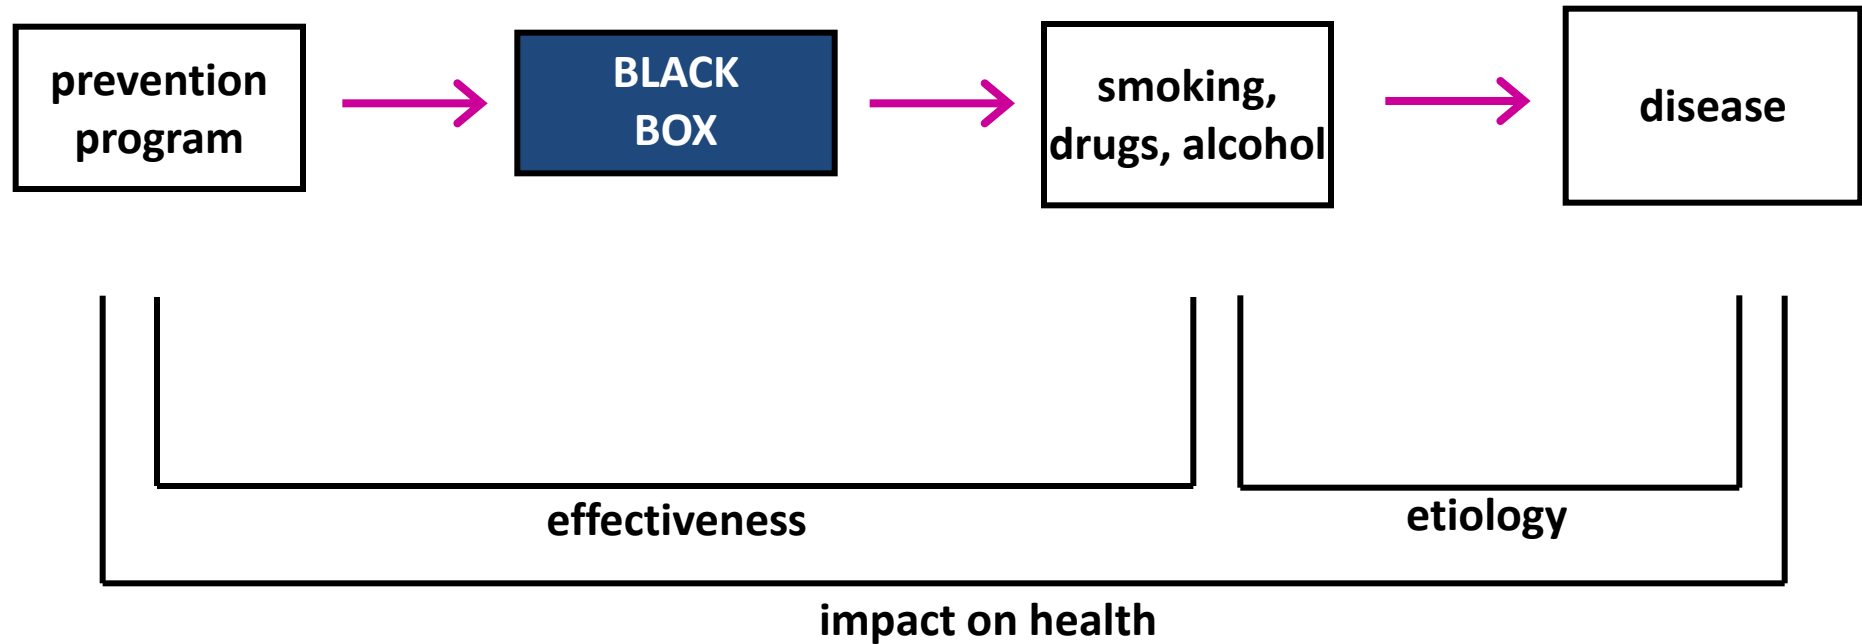 prevention
program
BLACK
BOX
smoking,
drugs, alcohol
disease
effectiveness
etiology
impact on health